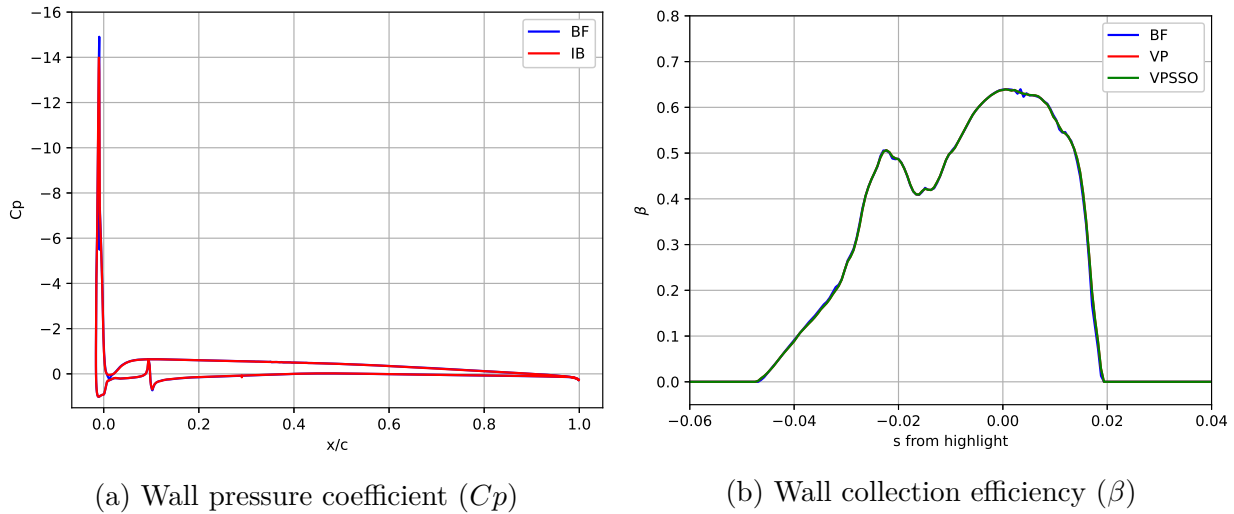 −16
−14
−12
−10
−8
−6
−4
−2
0
Cp
0.0
0.2
0.4
0.6
0.8
1.0
x/c
BF
IB
(a) Wall pressure coefficient (Cp)
0.8
0.7
0.6
0.5
0.4
0.3
0.2
0.1
0.0
β
−0.06
−0.04
−0.02
0.00
0.02
0.04
s from highlight
BF
VP
VPSSO
(b) Wall collection efficiency (β)